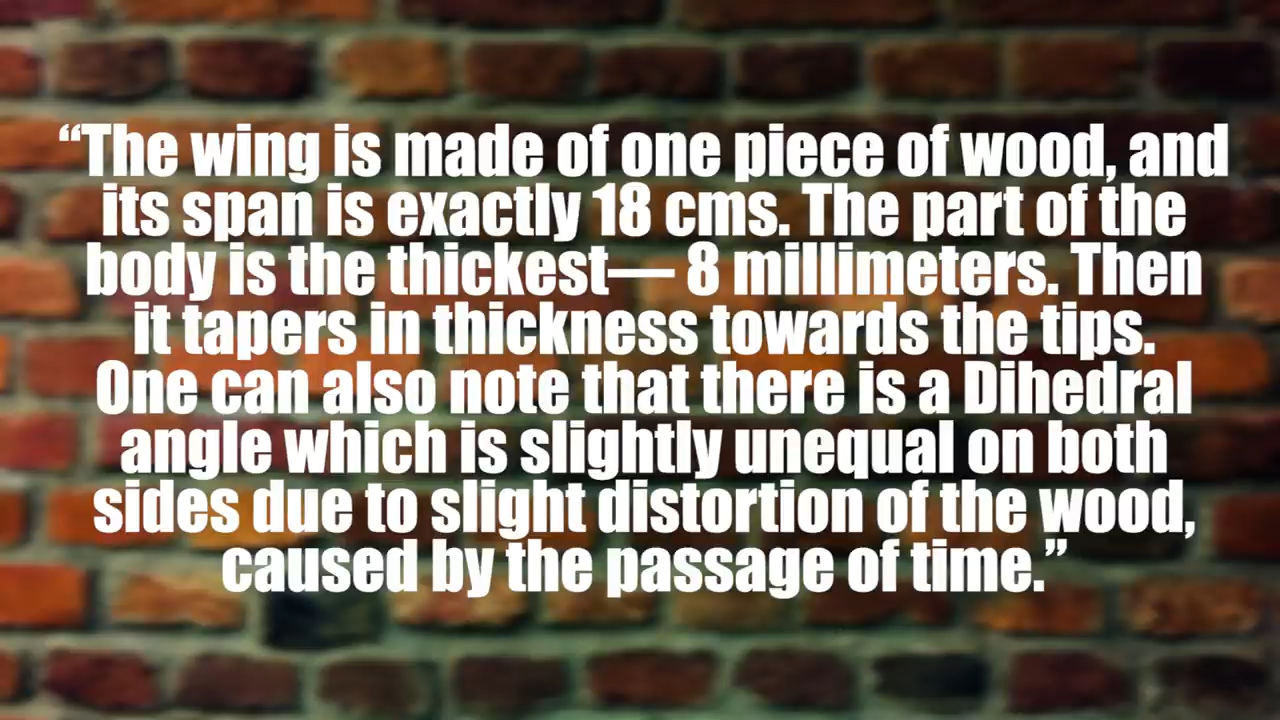 “The wing is made of one piece of wood, and
its span is exactly 18 cms. The part of the
body is the thickest— 8 millimeters. Then
it tapers in thickness towards the tips.
One can also note that there is a Dihedral
angle which is slightly unequal on both
sides due to slight distortion of the wood,
caused by the passage of time.”